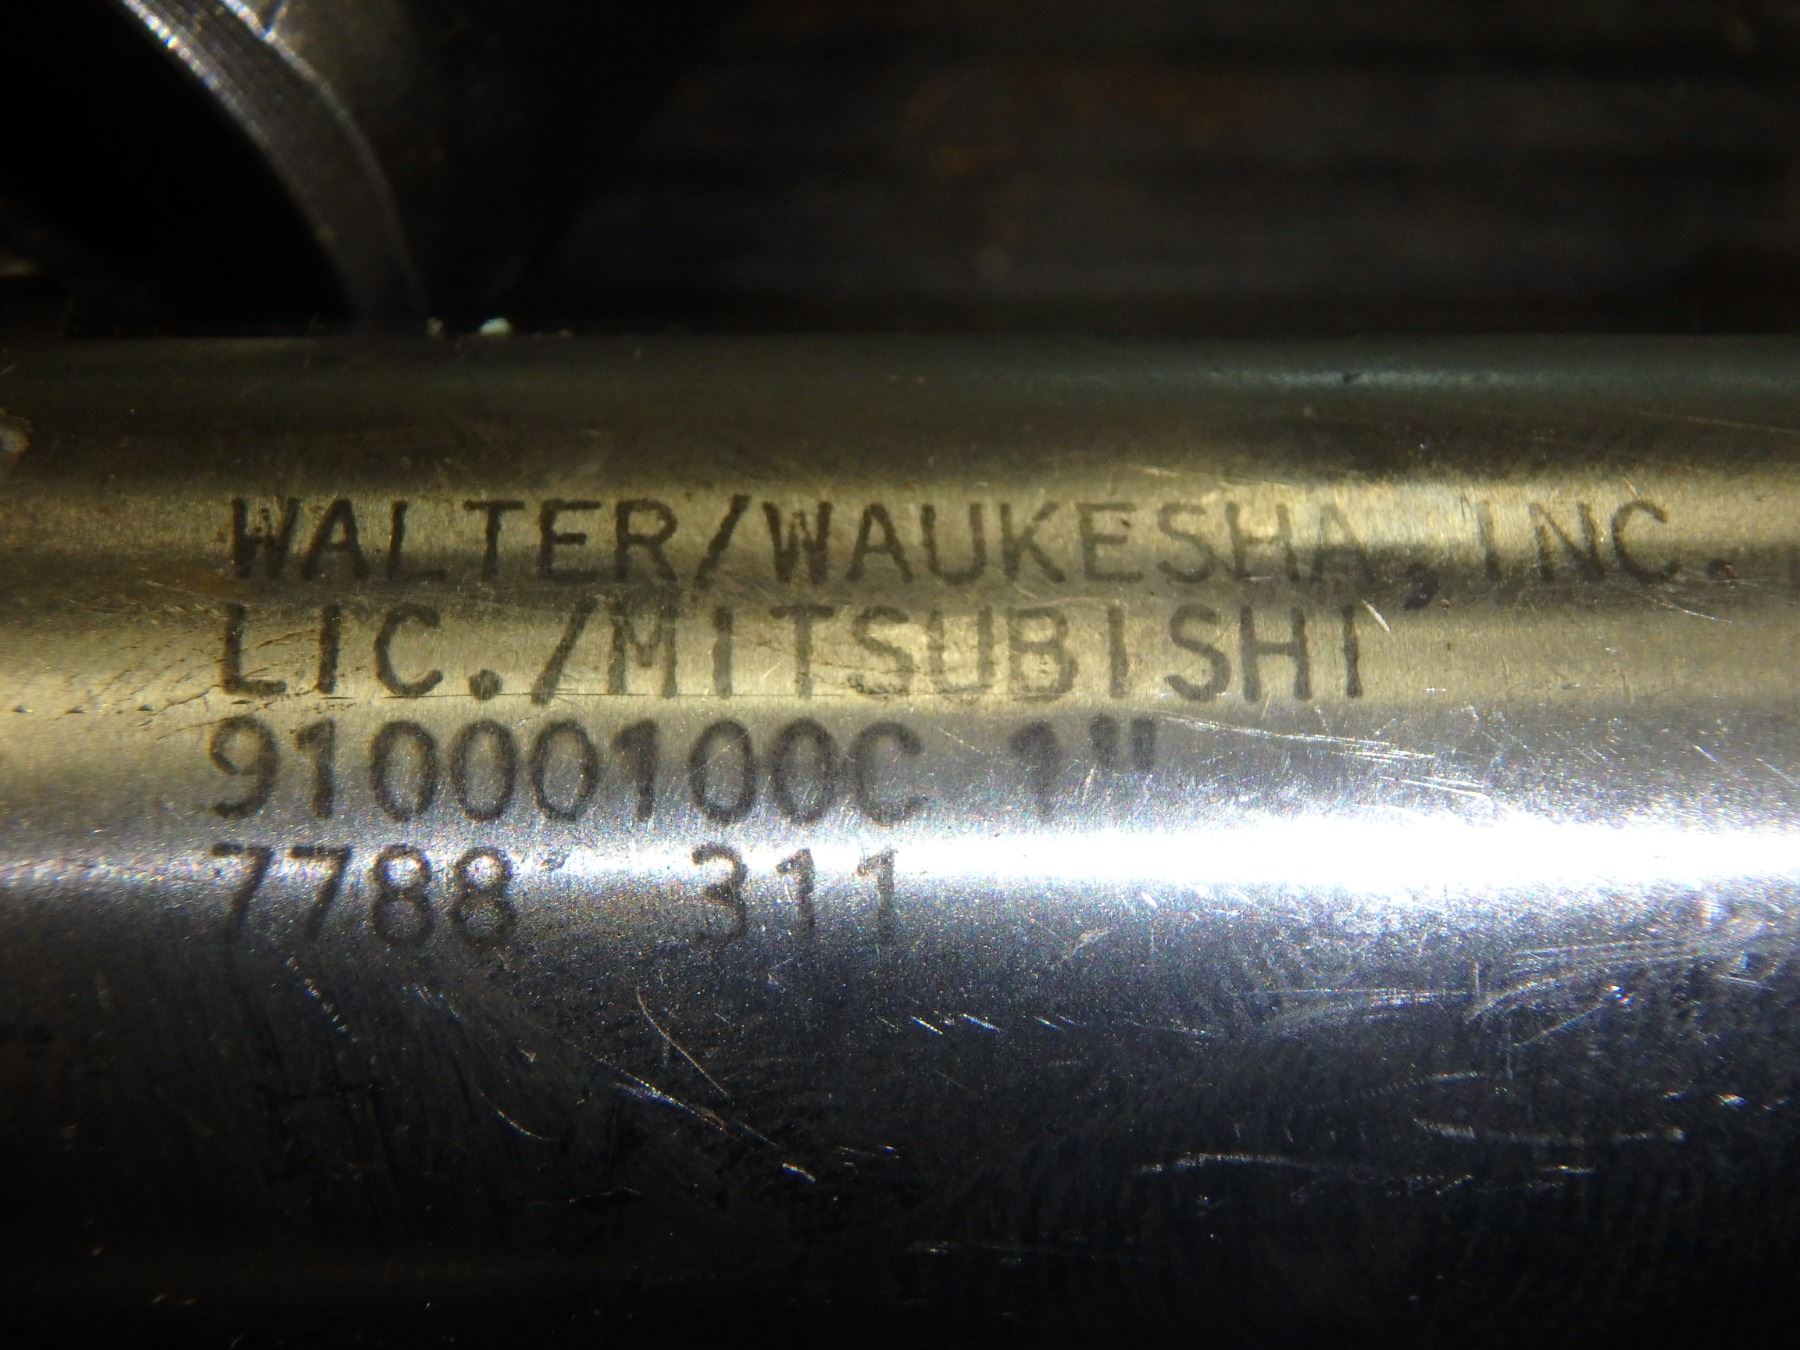 WALTER/WAUKESHA,INC.
LIC./MITSUBISHI
91000100C 1"
7788 311